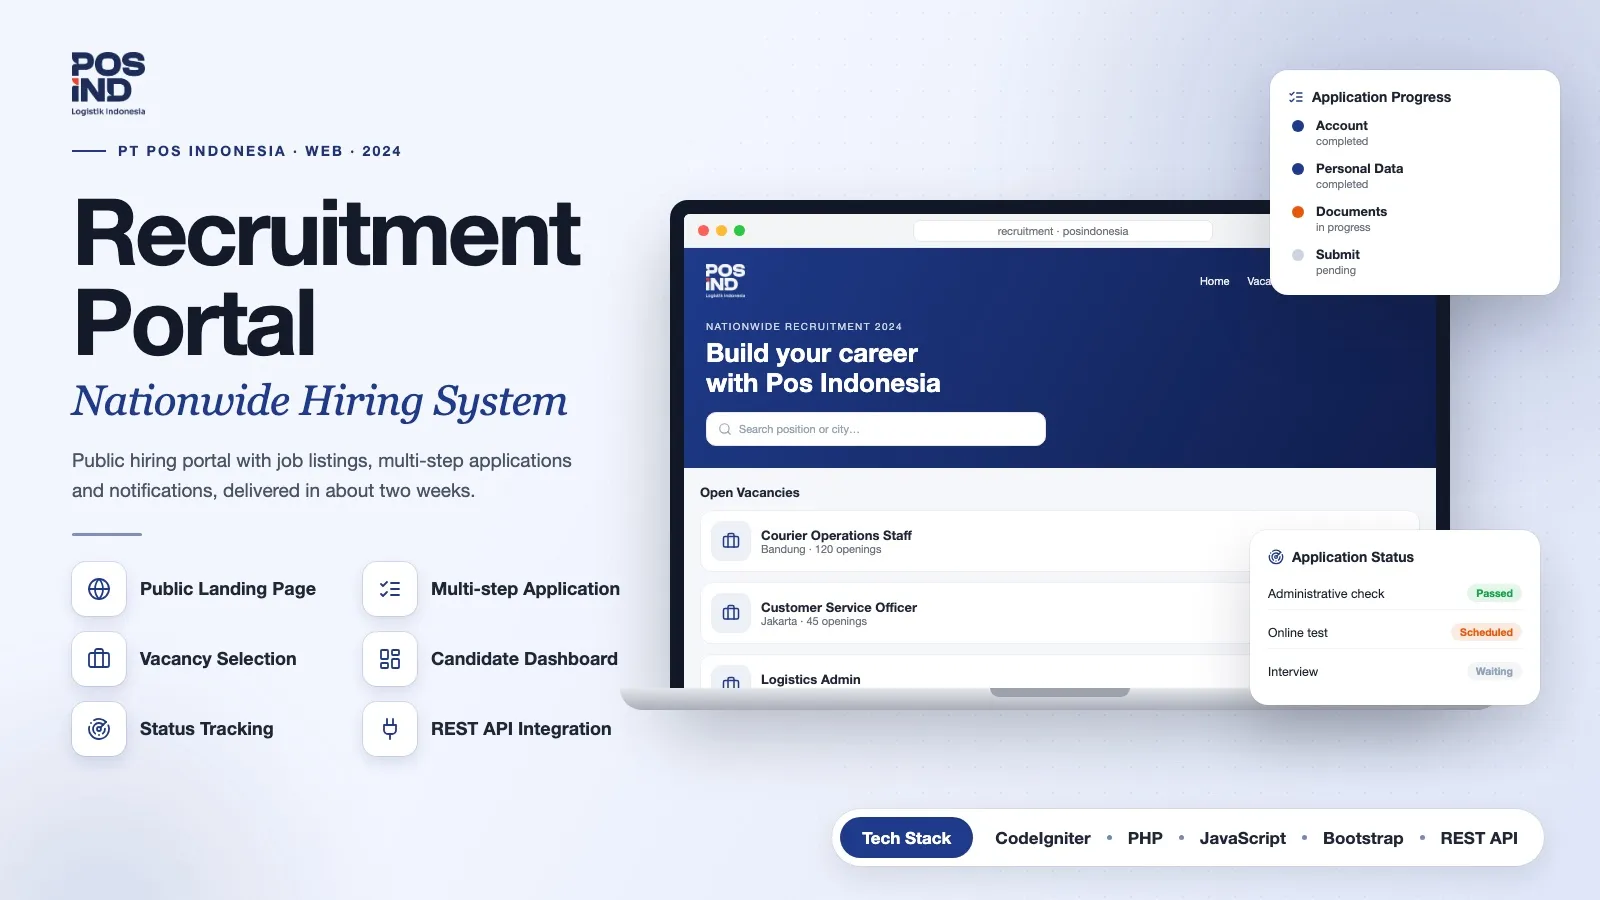 POS
IND
Logistik Indonesia
PT POS INDONESIA · WEB · 2024
Recruitment
Portal
Nationwide Hiring System
Public hiring portal with job listings, multi-step applications
and notifications, delivered in about two weeks.
Public Landing Page
Multi-step Application
Vacancy Selection
Candidate Dashboard
Status Tracking
REST API Integration
recruitment · posindonesia
POS
IND
Logistik Indonesia
Home
NATIONWIDE RECRUITMENT 2024
Build your career
with Pos Indonesia
Search position or city...
Open Vacancies
Courier Operations Staff
Bandung · 120 openings
Customer Service Officer
Jakarta · 45 openings
Logistics Admin
Application Progress
Account
completed
Personal Data
completed
Documents
in progress
Submit
pending
Application Status
Administrative check Passed
Online test Scheduled
Interview Waiting
Tech Stack CodeIgniter • PHP • JavaScript • Bootstrap • REST API